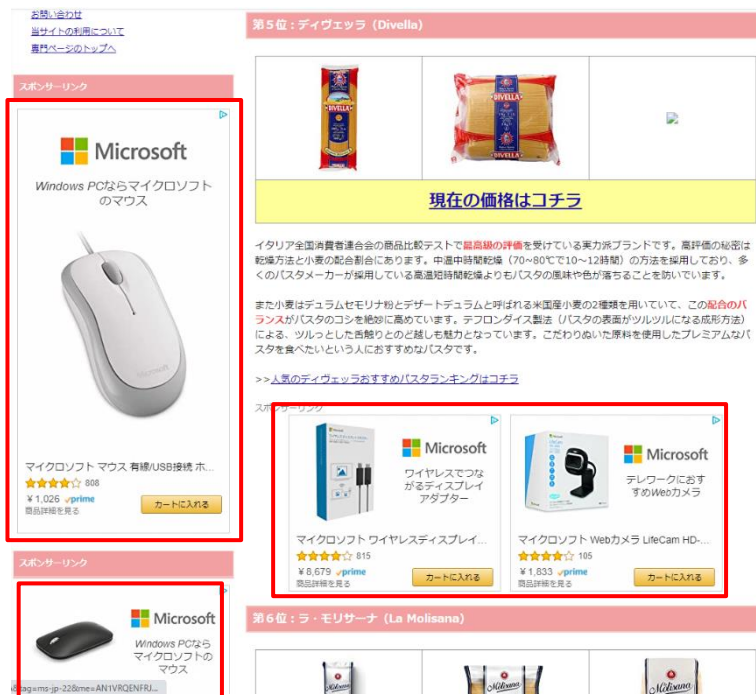 お問い合わせ
当サイトの利用について
専門ページのトップへ
スポンサーリンク
Microsoft
Windows PCならマイクロソフト
のマウス
マイクロソフト マウス 有線/USB接続 ホ...
808
¥1,026 prime
商品詳細を見る
カートに入れる
スポンサーリンク
Microsoft
Windows PCなら
マイクロソフトの
マウス
tag=ms-jp-22&tme=AN1VRQENFRJ...
第5位：ディヴェッラ（Divella）
DIVELLA
DIVELLA
現在の価格はコチラ
イタリア全国消費者連合会の商品比較テストで最高級の評価を受けている実力派ブランドです。高評価の秘密は
乾燥方法と小麦の配合割合にあります。中温中時間乾燥（70~80℃で10～12時間）の方法を採用しており、多
くのパスタメーカーが採用している高温短時間乾燥よりもパスタの風味や色が落ちることを防いでいます。
また小麦はデュラムセモリナ粉とデザートデュラムと呼ばれる米国産小麦の2種類を用いていて、この配合のバ
ランスがパスタのコシを絶妙に高めています。テフロンダイス製法（パスタの表面がツルツルになる成形方法）
による、ツルっとした舌触りとのど越しも魅力となっています。こだわりぬいた原料を使用したプレミアムなパ
スタを食べたいという人におすすめなパスタです。
>>人気のディヴェッラおすすめパスタランキングはコチラ
スポンサーリンク
Microsoft
ワイヤレスでつな
がるディスプレイ
アダプター
マイクロソフト ワイヤレスディスプレイ...
815
¥8,679 prime
商品詳細を見る
カートに入れる
Microsoft
テレワークにおす
すめWebカメラ
マイクロソフト Webカメラ LifeCam HD-...
105
¥1,833 prime
商品詳細を見る
カートに入れる
第6位：ラ・モリサーナ（La Molisana）
Molisana
Molisana